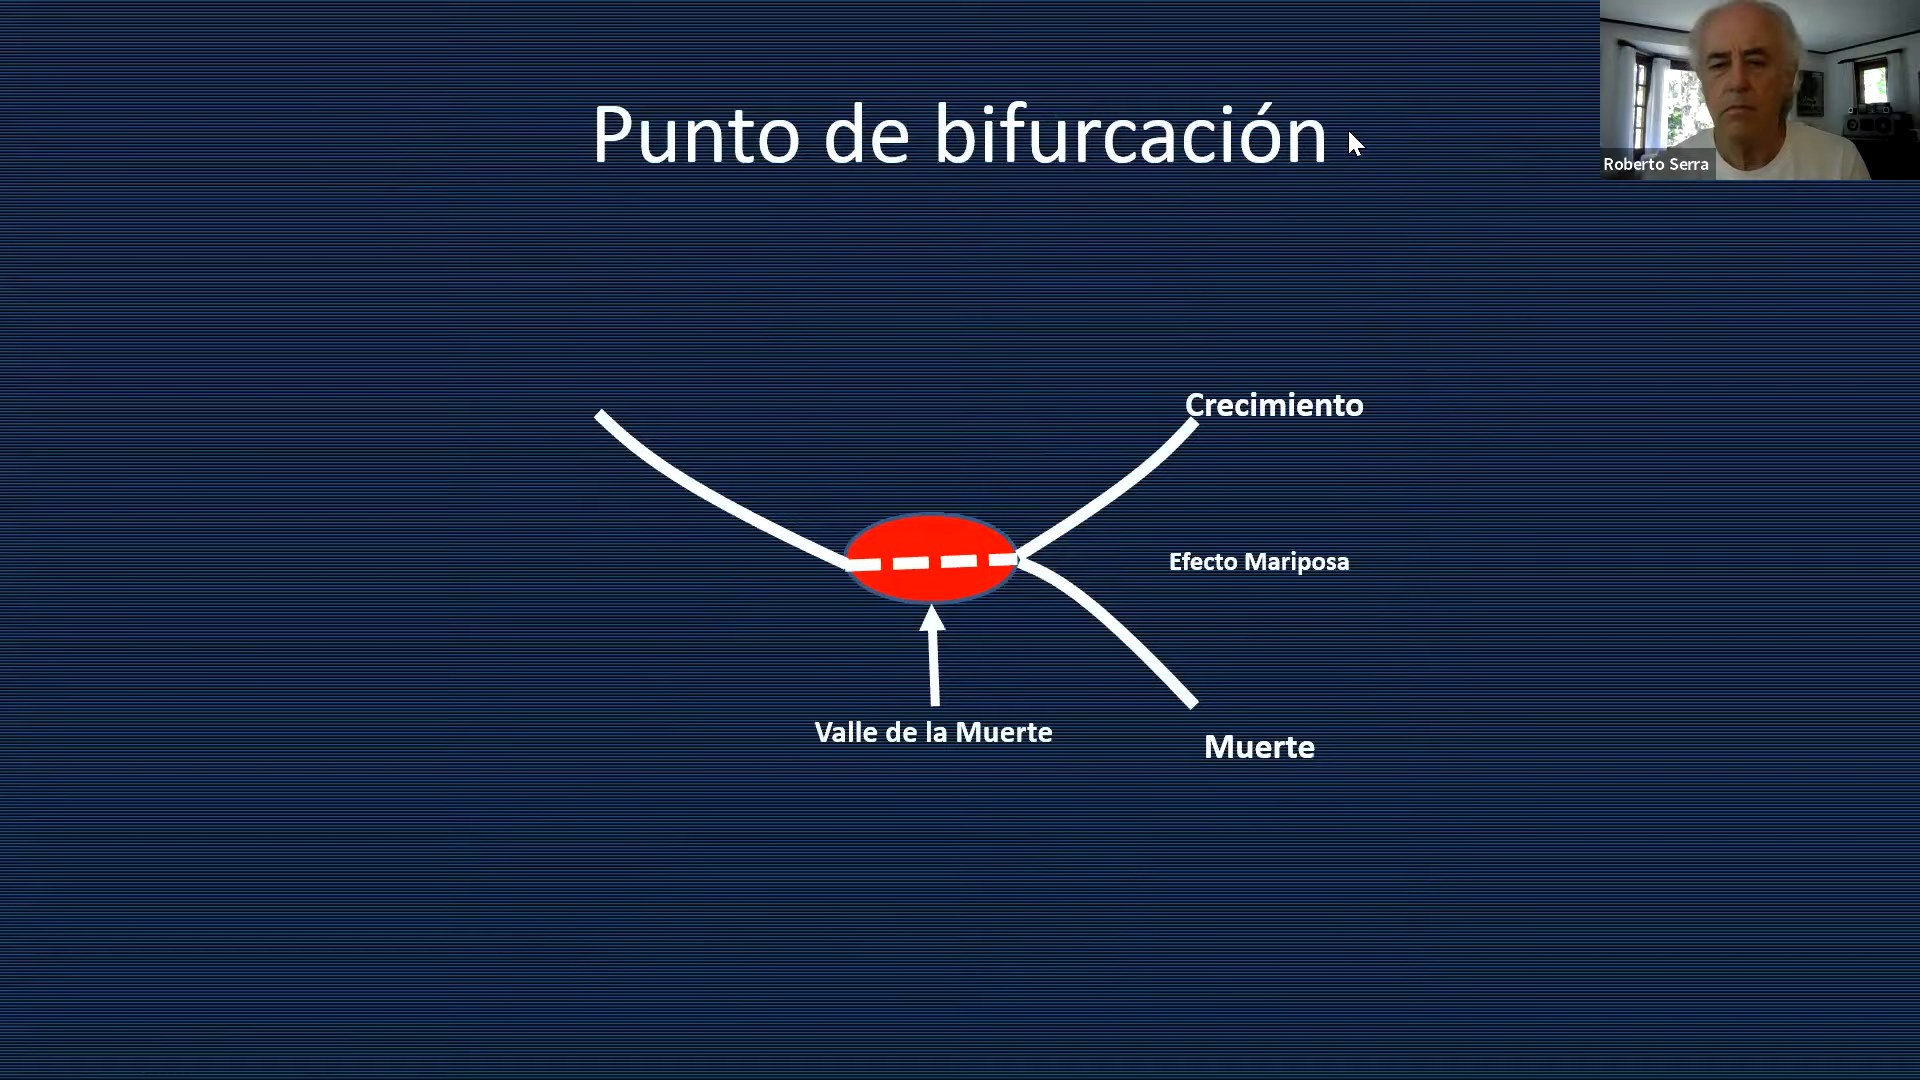 Punto de bifurcación
Roberto Serra
Crecimiento
Efecto Mariposa
Valle de la Muerte
Muerte